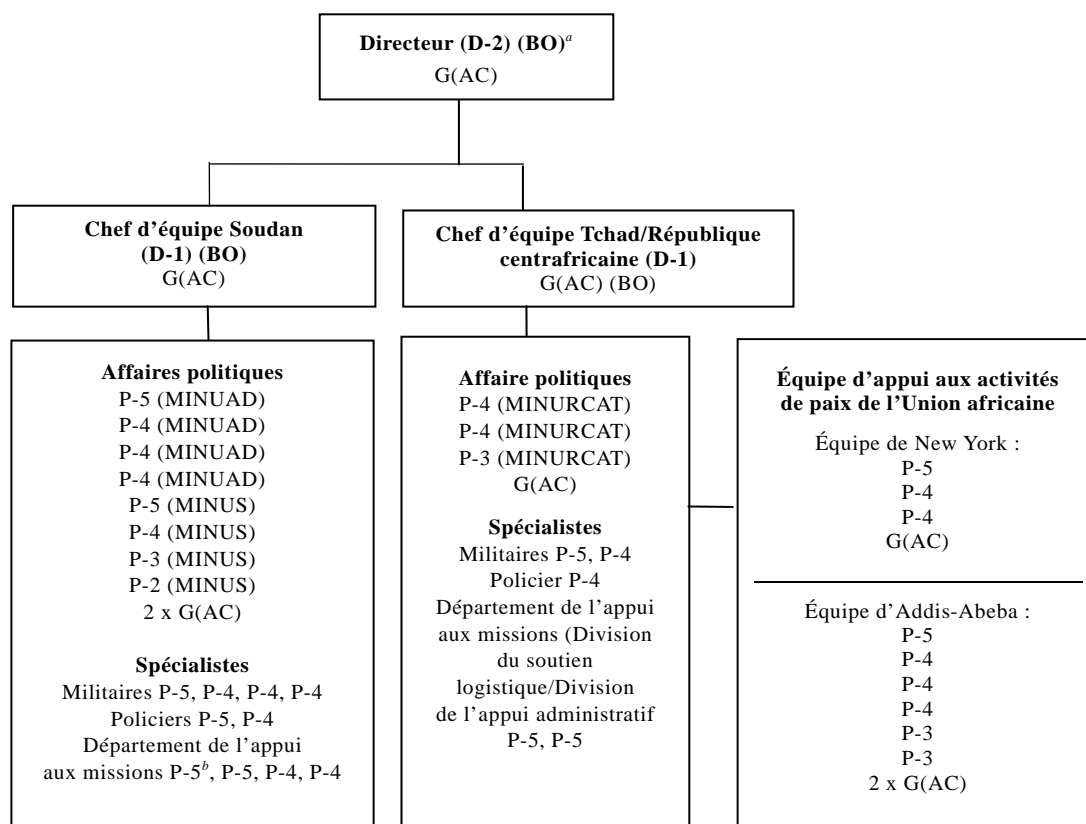 Directeur (D-2) (BO)a
G(AC)
Chef d'équipe Soudan
(D-1) (BO)
G(AC)
Chef d'équipe Tchad/République
centrafricaine (D-1)
G(AC) (BO)
Affaires politiques
P-5 (MINUAD)
P-4 (MINUAD)
P-4 (MINUAD)
P-4 (MINUAD)
P-5 (MINUS)
P-4 (MINUS)
P-3 (MINUS)
P-2 (MINUS)
2 x G(AC)
Spécialistes
Militaires P-5, P-4, P-4, P-4
Policiers P-5, P-4
Département de l'appui
aux missions P-5b, P-5, P-4, P-4
Affaire politiques
P-4 (MINURCAT)
P-4 (MINURCAT)
P-3 (MINURCAT)
G(AC)
Spécialistes
Militaires P-5, P-4
Policier P-4
Département de l'appui
aux missions (Division
du soutien
logistique/Division
de l'appui administratif
P-5, P-5
Équipe d'appui aux activités
de paix de l'Union africaine
Équipe de New York :
P-5
P-4
P-4
G(AC)
Équipe d'Addis-Abeba :
P-5
P-4
P-4
P-4
P-3
P-3
2 x G(AC)